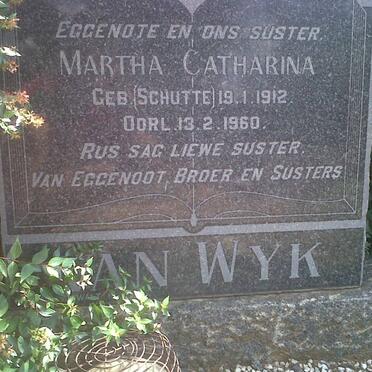 EGGENOTE EN ONS SUSTER.
MARTHA CATHARINA
GEB.(SCHUTTE) 19.1.1912.
OORL. 13.2.1960.
RUS SAG LIEWE SUSTER.
VAN EGGENOOT, BROER EN SUSTERS
VAN WYK